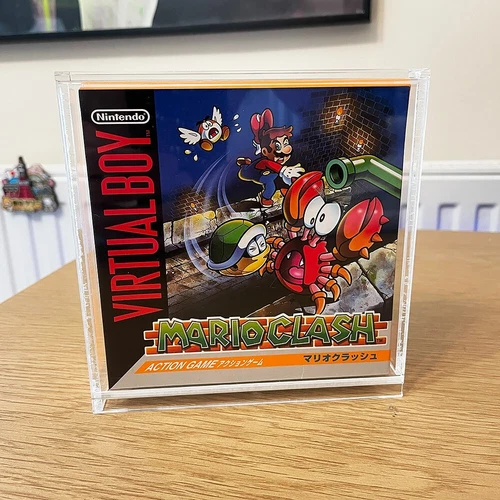 Nintendo
VIRTUAL BOY™
MARIO CLASH
ACTION GAME アクションゲーム
マリオクラッシュ